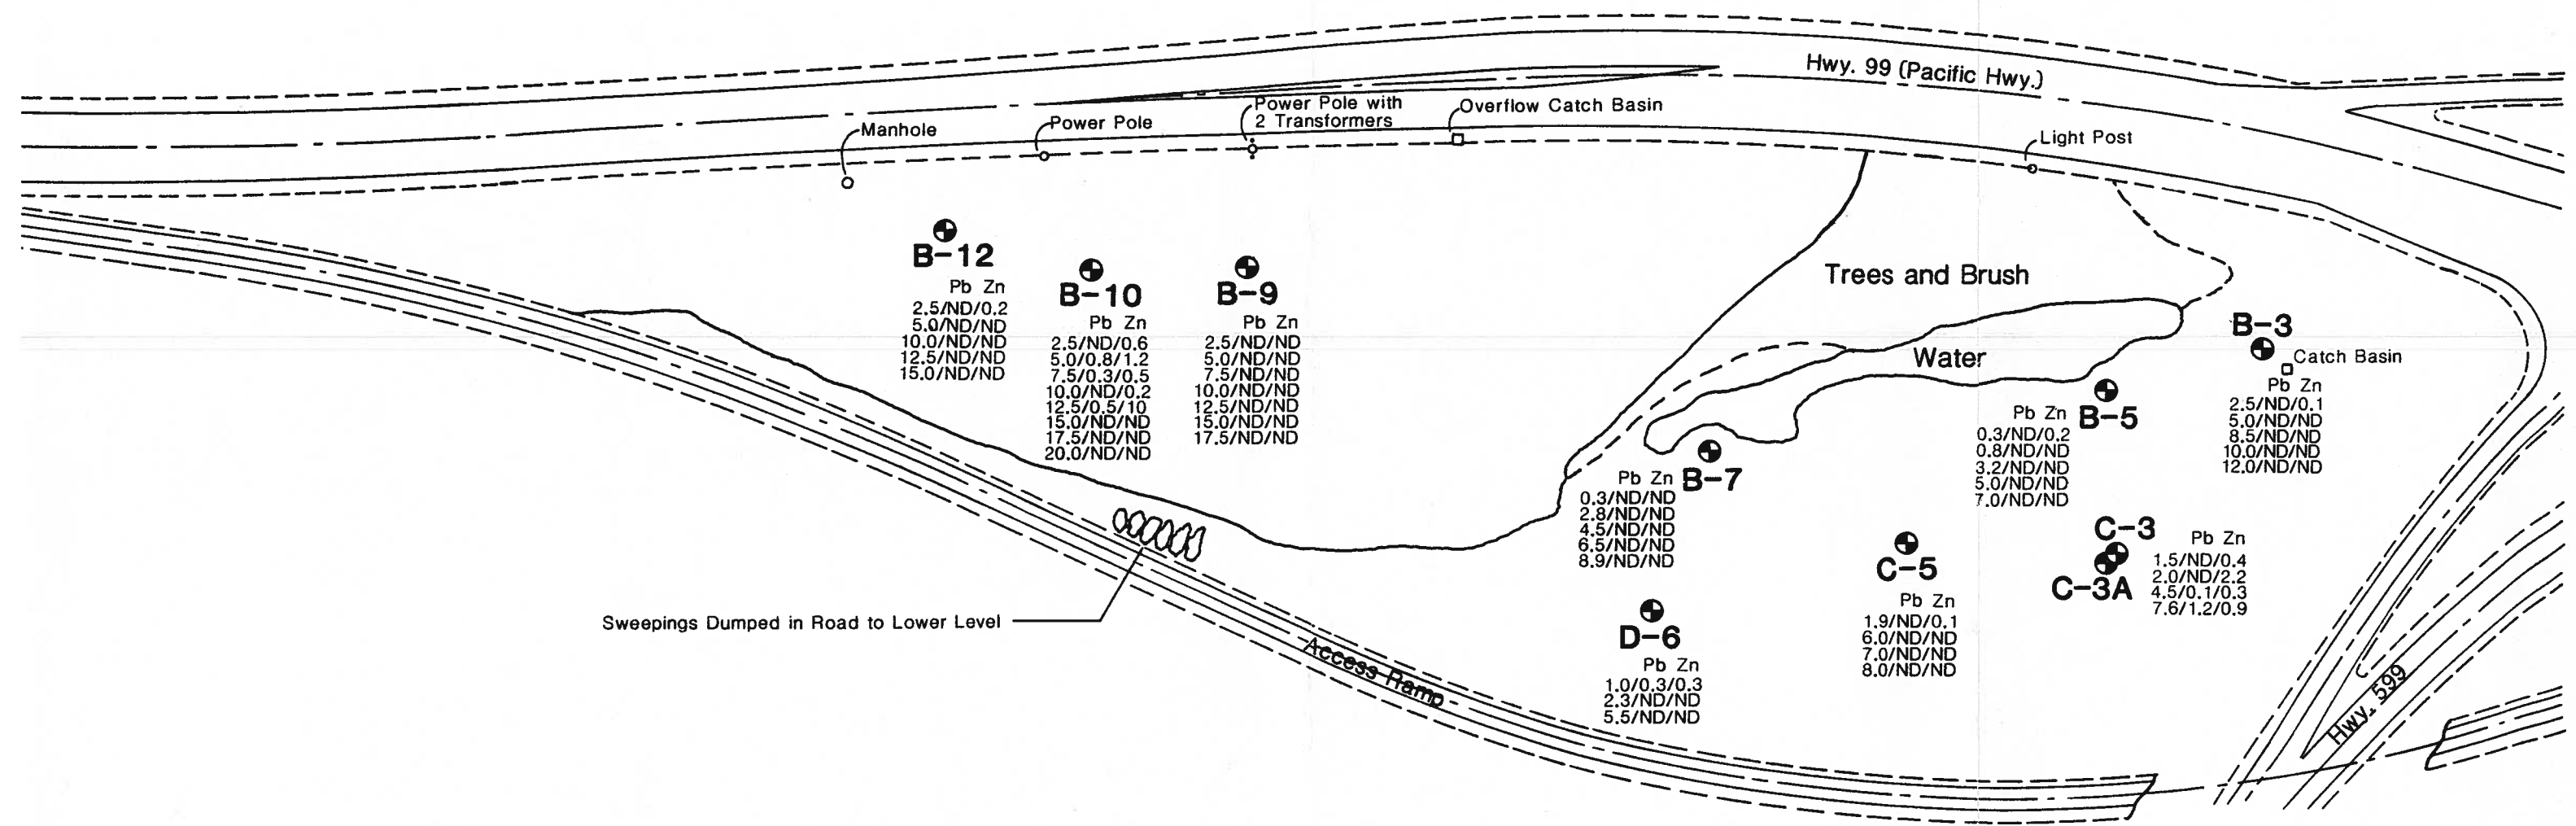 Hwy. 99 (Pacific Hwy.)
Manhole
Power Pole
Power Pole with
2 Transformers
Overflow Catch Basin
Light Post
B-12
Pb Zn
2.5/ND/0.2
5.0/ND/ND
10.0/ND/ND
12.5/ND/ND
15.0/ND/ND
B-10
Pb Zn
2.5/ND/0.6
5.0/0.8/1.2
7.5/0.3/0.5
10.0/ND/0.2
12.5/0.5/10
15.0/ND/ND
17.5/ND/ND
20.0/ND/ND
B-9
Pb Zn
2.5/ND/ND
5.0/ND/ND
7.5/ND/ND
10.0/ND/ND
12.5/ND/ND
15.0/ND/ND
17.5/ND/ND
Trees and Brush
Water
B-3
Catch Basin
Pb Zn
2.5/ND/0.1
5.0/ND/ND
8.5/ND/ND
10.0/ND/ND
12.0/ND/ND
B-5
Pb Zn
0.3/ND/0.2
0.8/ND/ND
3.2/ND/ND
5.0/ND/ND
7.0/ND/ND
B-7
Pb Zn
0.3/ND/ND
2.8/ND/ND
4.5/ND/ND
6.5/ND/ND
8.9/ND/ND
C-3
C-3A
Pb Zn
1.5/ND/0.4
2.0/ND/2.2
4.5/0.1/0.3
7.6/1.2/0.9
C-5
Pb Zn
1.9/ND/0.1
6.0/ND/ND
7.0/ND/ND
8.0/ND/ND
D-6
Pb Zn
1.0/0.3/0.3
2.3/ND/ND
5.5/ND/ND
Sweepings Dumped in Road to Lower Level
Access Ramp
Hwy. 599